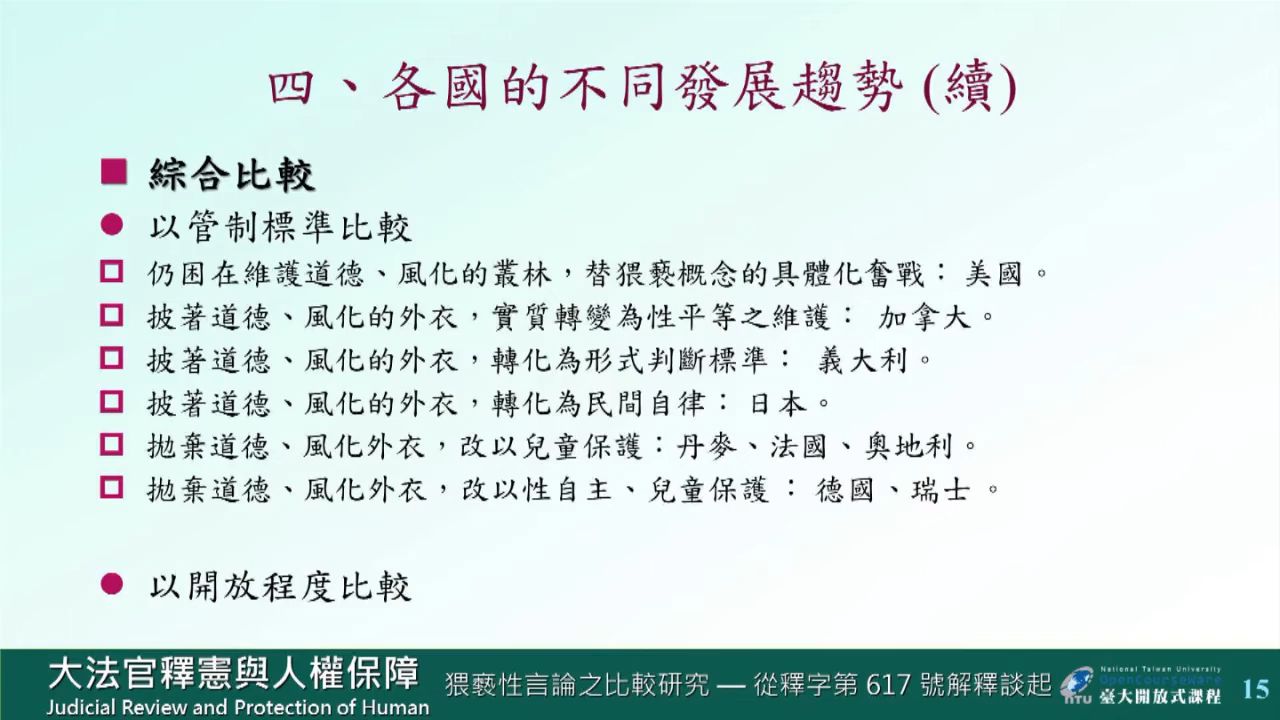 四、各國的不同發展趨勢 (續)
綜合比較
以管制標準比較
仍困在維護道德、風化的叢林，替猥褻概念的具體化奮戰： 美國。
披著道德、風化的外衣，實質轉變為性平等之維護： 加拿大。
披著道德、風化的外衣，轉化為形式判斷標準： 義大利。
披著道德、風化的外衣，轉化為民間自律： 日本。
拋棄道德、風化外衣，改以兒童保護：丹麥、法國、奧地利。
拋棄道德、風化外衣，改以性自主、兒童保護： 德國、瑞士。
以開放程度比較
大法官釋憲與人權保障
Judicial Review and Protection of Human
猥褻性言論之比較研究 — 從釋字第 617 號解釋談起
National Taiwan University
OpenCourseWare
NTU 臺大開放式課程
15